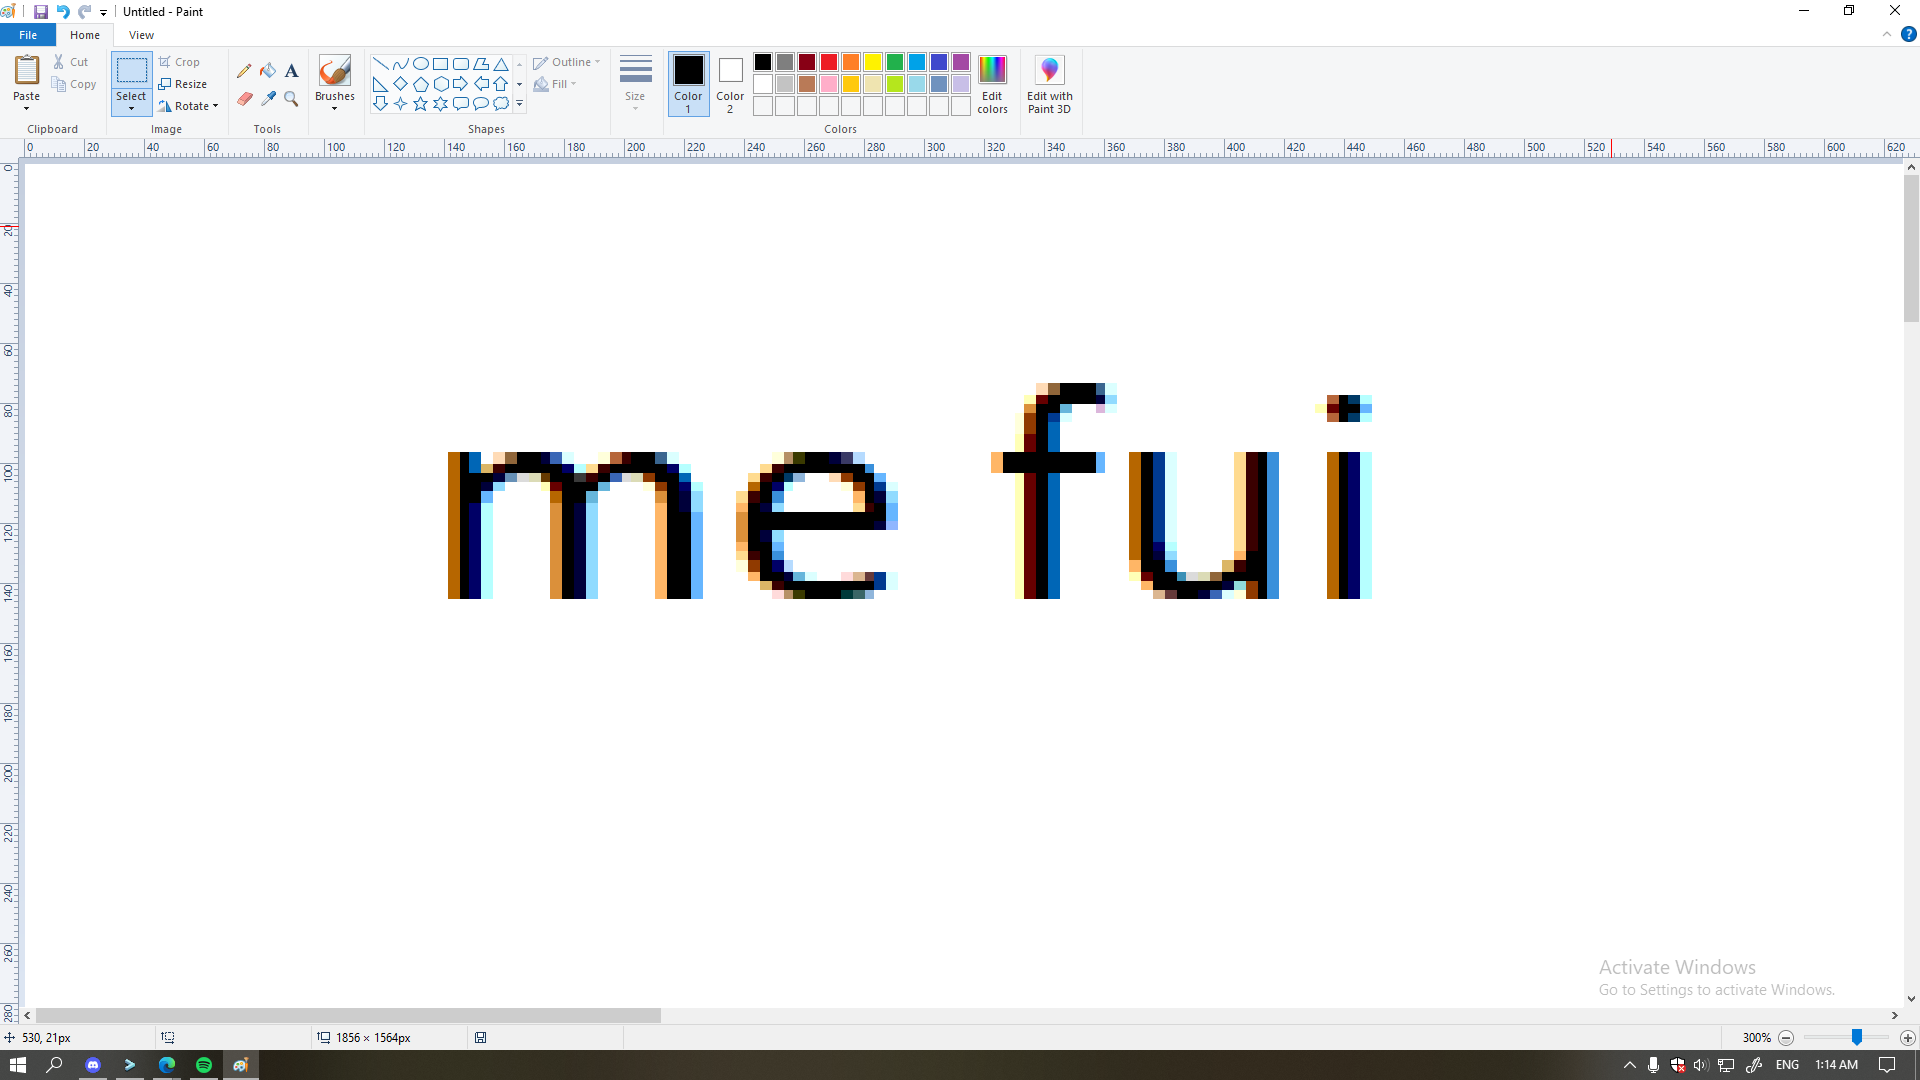 Untitled - Paint
File Home View
Paste
Cut
Copy
Clipboard
Select
Crop
Resize
Rotate
Image
A
Tools
Brushes
Outline
Fill
Shapes
Size
Color 1
Color 2
Edit colors
Colors
Edit with Paint 3D
0 20 40 60 80 100 120 140 160 180 200 220 240 260 280 300 320 340 360 380 400 420 440 460 480 500 520 540 560 580 600 620
0
20
40
60
80
100
120
140
160
180
200
220
240
260
280
me fui
Activate Windows
Go to Settings to activate Windows.
530, 21px
1856 × 1564px
300%
ENG
1:14 AM